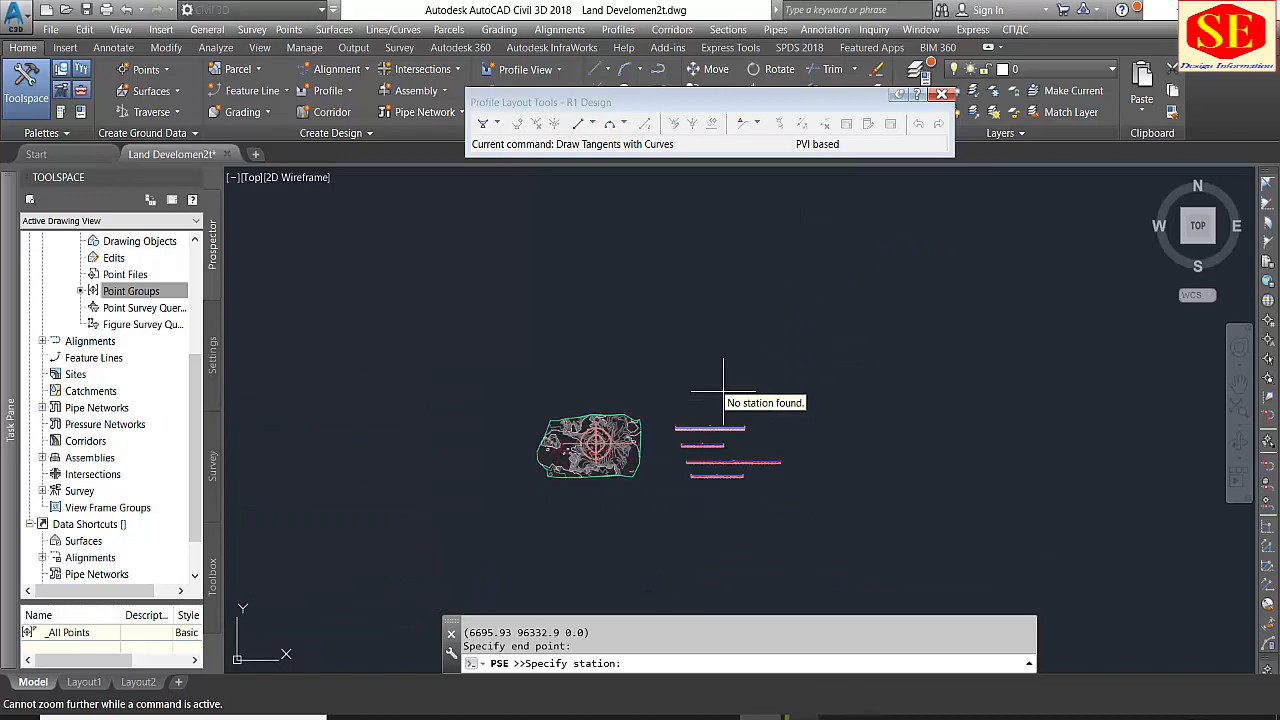 Civil 3D
Autodesk AutoCAD Civil 3D 2018 Land Developmen2t.dwg
Type a keyword or phrase
Sign In
C3D
File Edit View Insert General Survey Points Surfaces Lines/Curves Parcels Grading Alignments Profiles Corridors Sections Pipes Annotation Inquiry Window Express СПДС
Home Insert Annotate Modify Analyze View Manage Output Survey Autodesk 360 Autodesk InfraWorks Help Add-ins Express Tools SPDS 2018 Featured Apps BIM 360
SE
Design Information
Toolspace
Points Parcel Alignment Intersections Profile View Move Rotate Trim 0
Surfaces Feature Line Profile Assembly Make Current
Paste
Traverse Grading Corridor Pipe Network Match Layer
Palettes Create Ground Data Create Design Layers Clipboard
Profile Layout Tools - R1 Design
Current command: Draw Tangents with Curves PVI based
Start Land Developmen2t* 
TOOLSPACE
[−][Top][2D Wireframe]
Active Drawing View
Drawing Objects
Edits
Point Files
Point Groups
Point Survey Quer...
Figure Survey Qu...
Alignments
Feature Lines
Sites
Catchments
Pipe Networks
Pressure Networks
Corridors
Assemblies
Intersections
Survey
View Frame Groups
Data Shortcuts []
Surfaces
Alignments
Pipe Networks
Name Descript... Style
_All Points Basic
Task Pane
Prospector
Settings
Survey
Toolbox
N
W TOP E
S
WCS
No station found.
Y
X
(6695.93 96332.9 0.0)
Specify end point:
PSE >>Specify station:
Model Layout1 Layout2 +
Cannot zoom further while a command is active.